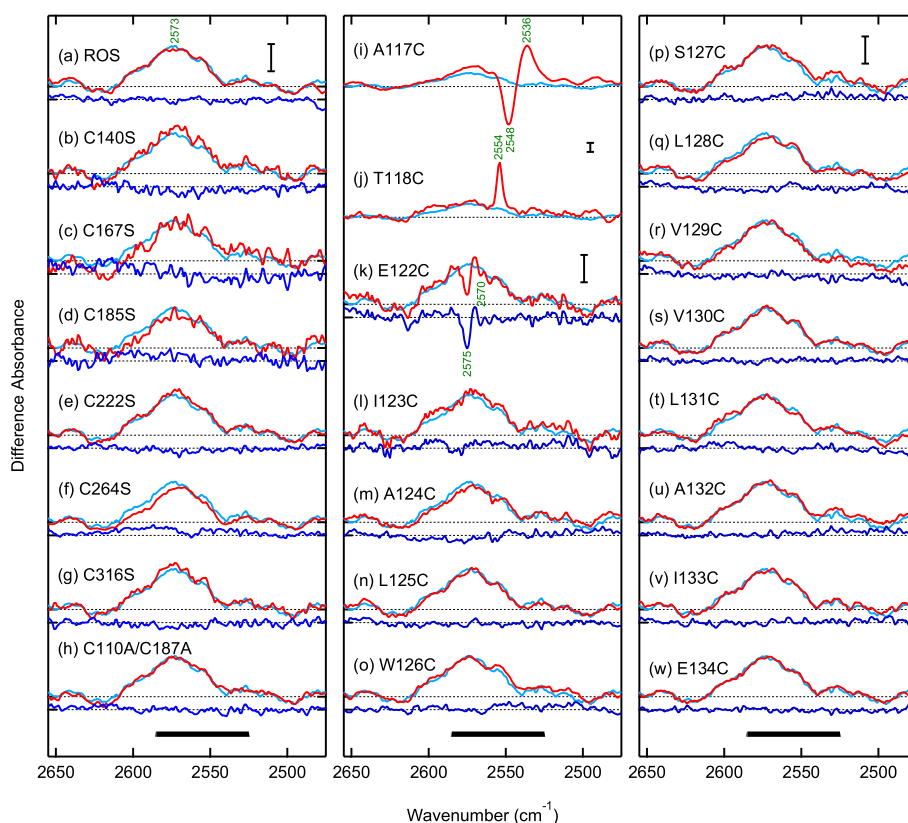 2573
(a) ROS
(b) C140S
(c) C167S
(d) C185S
(e) C222S
(f) C264S
(g) C316S
(h) C110A/C187A
2536
(i) A117C
2554
2548
(j) T118C
(k) E122C
2570
2575
(l) I123C
(m) A124C
(n) L125C
(o) W126C
(p) S127C
(q) L128C
(r) V129C
(s) V130C
(t) L131C
(u) A132C
(v) I133C
(w) E134C
Difference Absorbance
2650 2600 2550 2500
2650 2600 2550 2500
2650 2600 2550 2500
Wavenumber (cm-1)